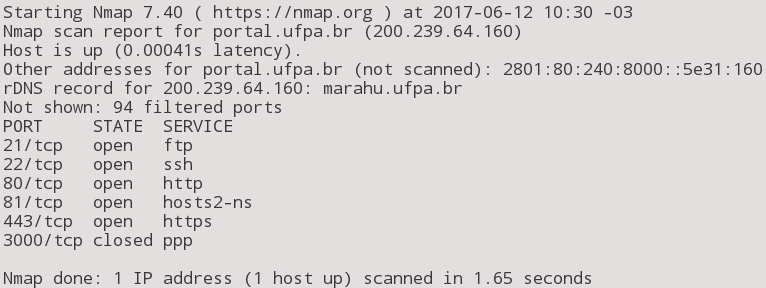 Starting Nmap 7.40 ( https://nmap.org ) at 2017-06-12 10:30 -03
Nmap scan report for portal.ufpa.br (200.239.64.160)
Host is up (0.00041s latency).
Other addresses for portal.ufpa.br (not scanned): 2801:80:240:8000::5e31:160
rDNS record for 200.239.64.160: marahu.ufpa.br
Not shown: 94 filtered ports
PORT     STATE  SERVICE
21/tcp   open   ftp
22/tcp   open   ssh
80/tcp   open   http
81/tcp   open   hosts2-ns
443/tcp  open   https
3000/tcp closed ppp
Nmap done: 1 IP address (1 host up) scanned in 1.65 seconds